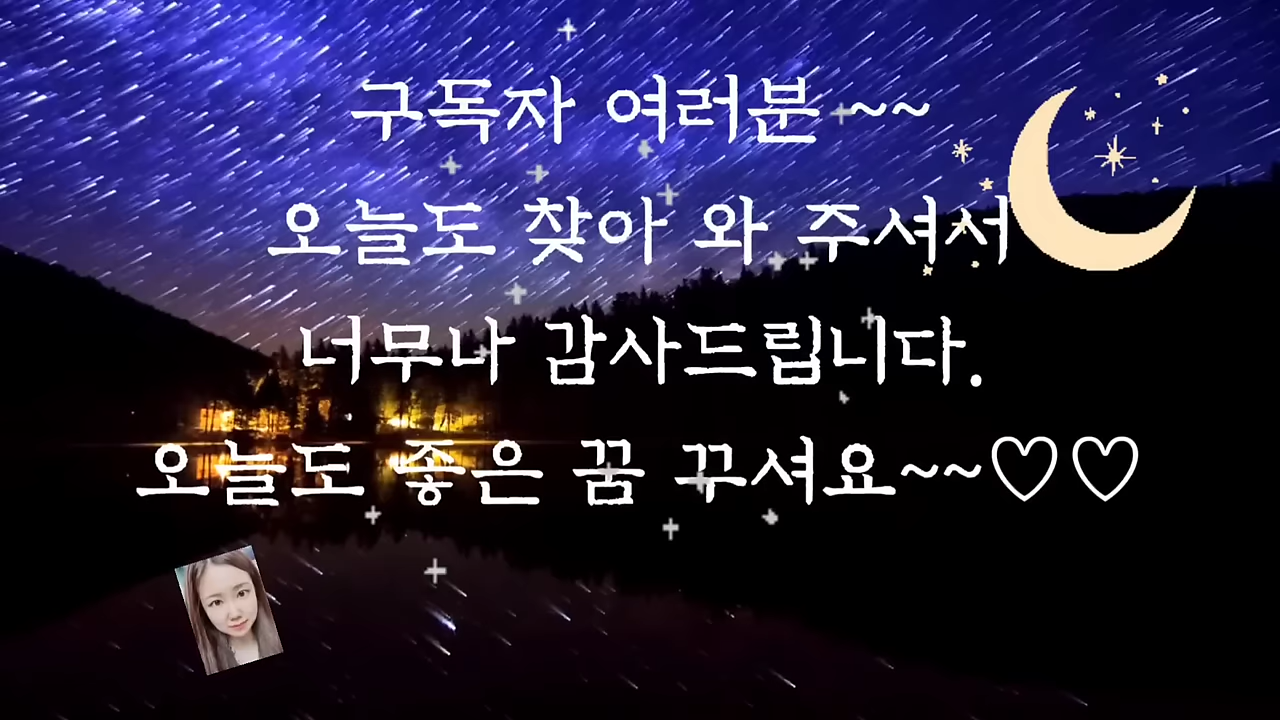 구독자 여러분 ~~
오늘도 찾아 와 주셔서
너무나 감사드립니다.
오늘도 좋은 꿈 꾸셔요~~♡♡